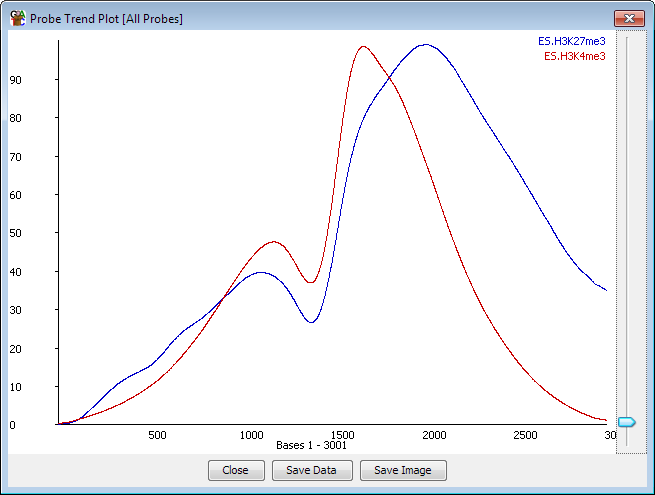 Probe Trend Plot [All Probes]
ES.H3K27me3
ES.H3K4me3
90
80
70
60
50
40
30
20
10
0
500 1000 1500 2000 2500 30
Bases 1 - 3001
Close Save Data Save Image